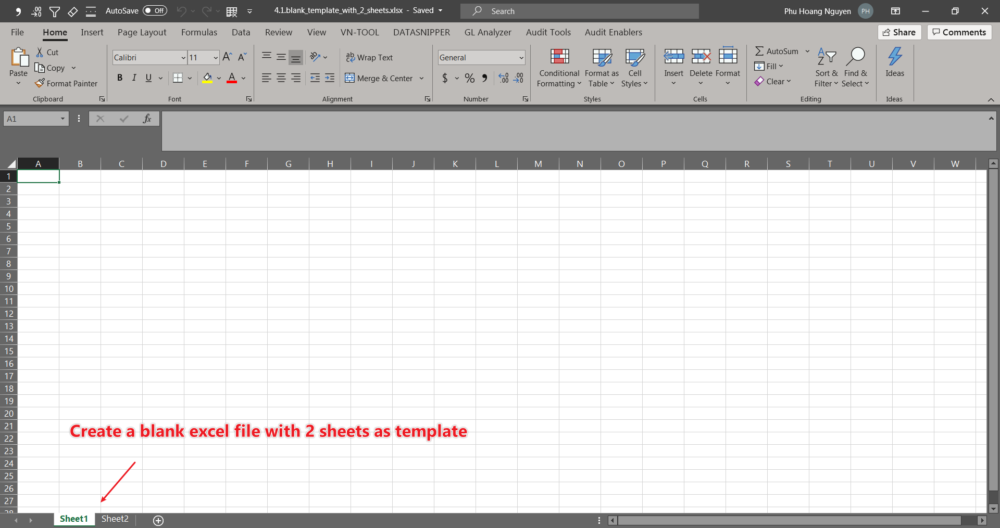 AutoSave Off 4.1.blank_template_with_2_sheets.xlsx - Saved Search Phu Hoang Nguyen PH
File Home Insert Page Layout Formulas Data Review View VN-TOOL DATASNIPPER GL Analyzer Audit Tools Audit Enablers Share Comments
Paste
Cut
Copy
Format Painter
Clipboard
Calibri 11
B I U
Font
Wrap Text
Merge & Center
Alignment
General
$ %
Number
Conditional
Formatting
Format as
Table
Cell
Styles
Styles
Insert Delete Format
Cells
AutoSum
Fill
Clear
Sort &
Filter
Find &
Select
Editing
Ideas
Ideas
A1 fx
A B C D E F G H I J K L M N O P Q R S T U V W
1
2
3
4
5
6
7
8
9
10
11
12
13
14
15
16
17
18
19
20
21
22
23
24
25
26
27
28
Create a blank excel file with 2 sheets as template
Sheet1 Sheet2